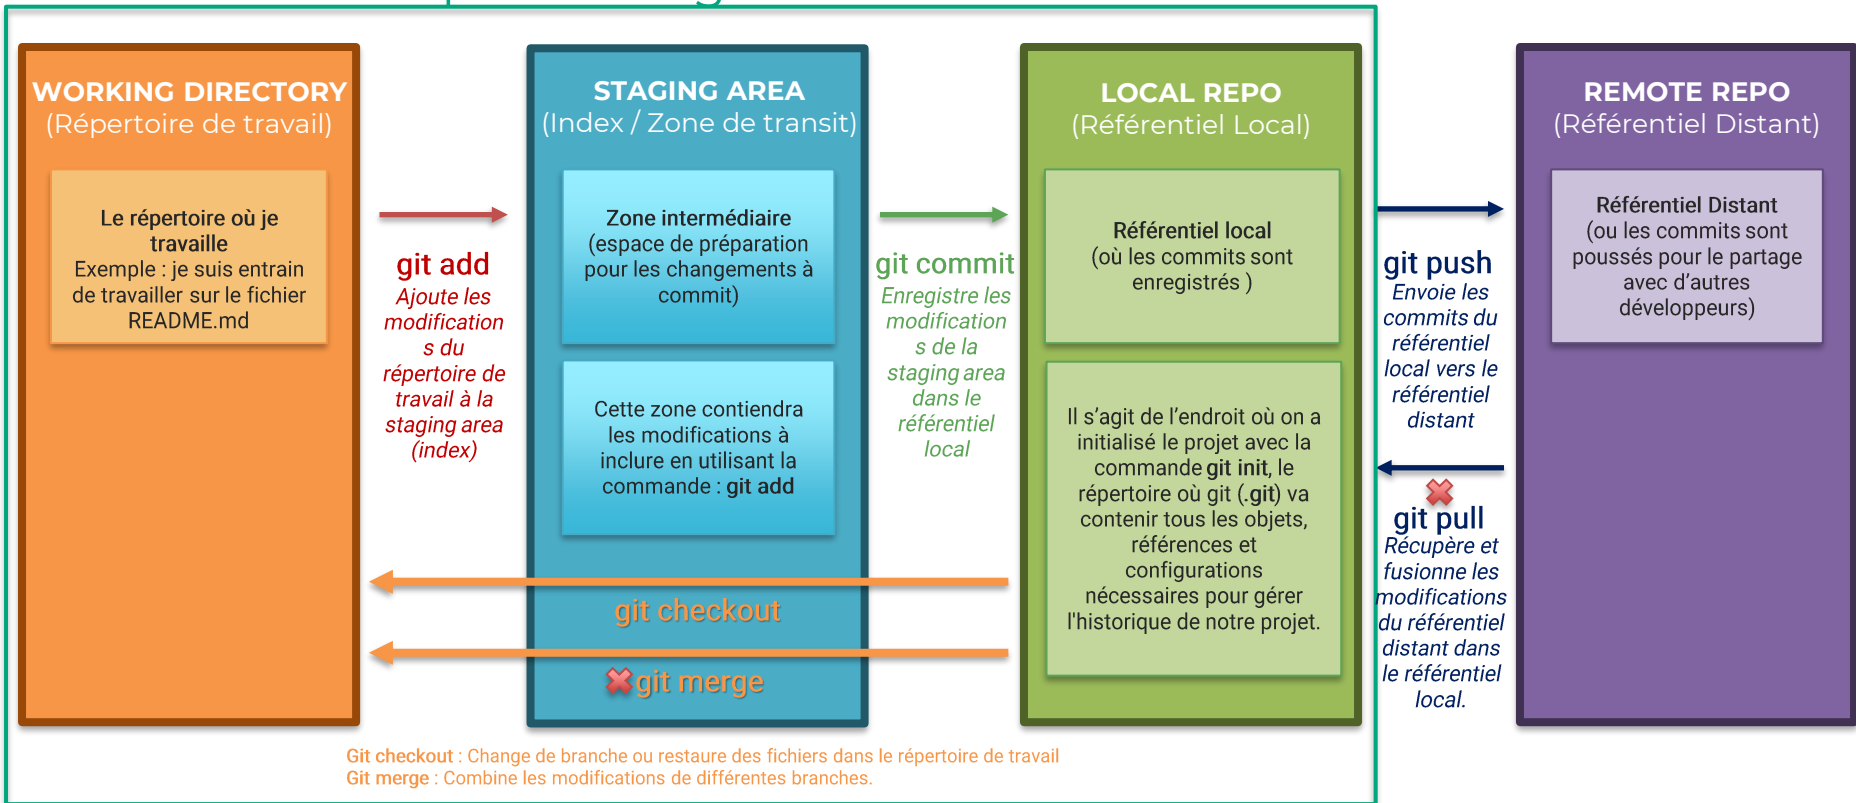 WORKING DIRECTORY
(Répertoire de travail)
Le répertoire où je
travaille
Exemple : je suis entrain
de travailler sur le fichier
README.md
git add
Ajoute les
modification
s du
répertoire de
travail à la
staging area
(index)
STAGING AREA
(Index / Zone de transit)
Zone intermédiaire
(espace de préparation
pour les changements à
commit)
Cette zone contiendra
les modifications à
inclure en utilisant la
commande : git add
git commit
Enregistre les
modification
s de la
staging area
dans le
référentiel
local
LOCAL REPO
(Référentiel Local)
Référentiel local
(où les commits sont
enregistrés )
Il s’agit de l’endroit où on a
initialisé le projet avec la
commande git init, le
répertoire où git (.git) va
contenir tous les objets,
références et
configurations
nécessaires pour gérer
l'historique de notre projet.
git push
Envoie les
commits du
référentiel
local vers le
référentiel
distant
git pull
Récupère et
fusionne les
modifications
du référentiel
distant dans
le référentiel
local.
REMOTE REPO
(Référentiel Distant)
Référentiel Distant
(ou les commits sont
poussés pour le partage
avec d’autres
développeurs)
git checkout
git merge
Git checkout : Change de branche ou restaure des fichiers dans le répertoire de travail
Git merge : Combine les modifications de différentes branches.